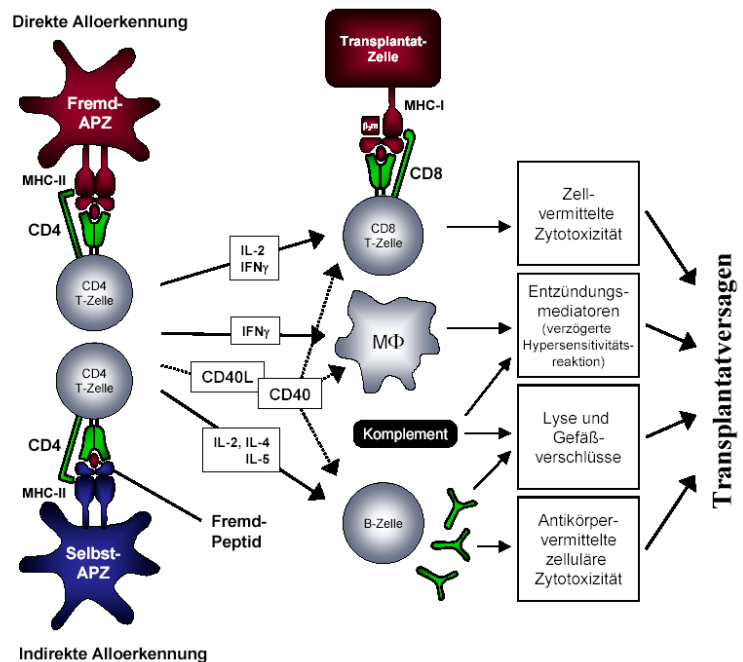 Direkte Alloerkennung
Fremd-
APZ
MHC-II
CD4
CD4
T-Zelle
CD4
T-Zelle
CD4
MHC-II
Selbst-
APZ
Indirekte Alloerkennung
Fremd-
Peptid
IL-2
IFNγ
IFNγ
CD40L
CD40
IL-2, IL-4
IL-5
Transplantat-
Zelle
MHC-I
β₂m
CD8
CD8
T-Zelle
MΦ
Komplement
B-Zelle
Zell-
vermittelte
Zytotoxizität
Entzündungs-
mediatoren
(verzögerte
Hypersensitivitäts-
reaktion)
Lyse und
Gefäß-
verschlüsse
Antikörper-
vermittelte
zelluläre
Zytotoxizität
Transplantatversagen